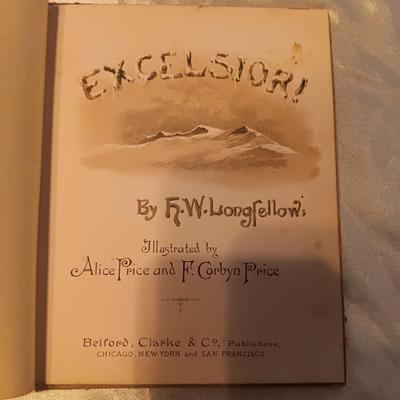 EXCELSIOR!
By H.W. Longfellow:
Illustrated by
Alice Price and F. Corbyn Price
Belford, Clarke & Co., Publishers,
CHICAGO, NEW YORK and SAN FRANCISCO.